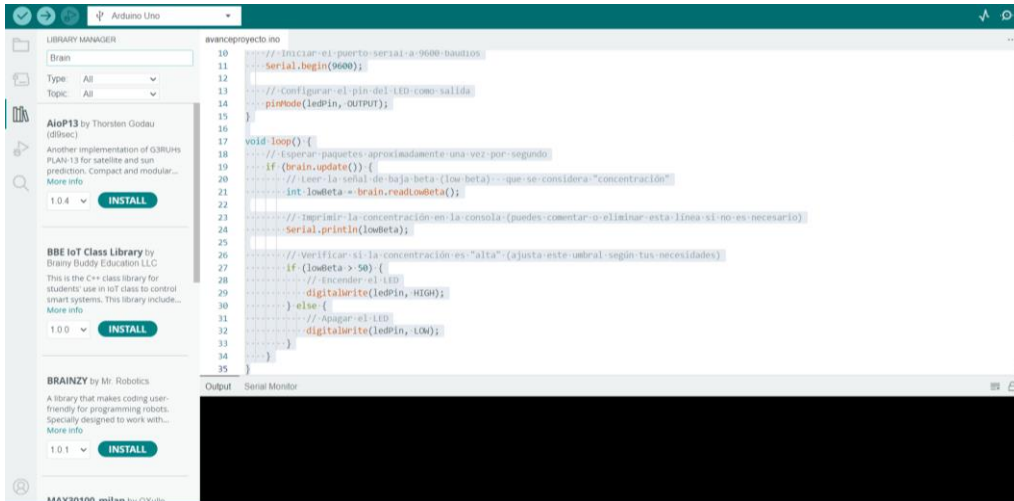 Arduino Uno
LIBRARY MANAGER
Brain
Type: All
Topic: All
AioP13 by Thorsten Godau
(dl9sec)
Another implementation of G3RUHs
PLAN-13 for satellite and sun
prediction. Compact and modular...
More info
1.0.4 INSTALL
BBE IoT Class Library by
Brainy Buddy Education LLC
This is the C++ class library for
students' use in IoT class to control
smart systems. This library include...
More info
1.0.0 INSTALL
BRAINZY by Mr. Robotics
A library that makes coding user-
friendly for programming robots.
Specially designed to work with...
More info
1.0.1 INSTALL
MAX30100_milan by
avanceproyecto.ino
10 // Iniciar el puerto serial a 9600 baudios
11 Serial.begin(9600);
12
13 // Configurar el pin del LED como salida
14 pinMode(ledPin, OUTPUT);
15 }
16
17 void loop() {
18 // Esperar paquetes aproximadamente una vez por segundo
19 if (brain.update()) {
20 // Leer la señal de baja beta (low beta) - que se considera "concentración"
21 int lowBeta = brain.readLowBeta();
22
23 // Imprimir la concentración en la consola (puedes comentar o eliminar esta línea si no es necesario)
24 Serial.println(lowBeta);
25
26 // Verificar si la concentración es "alta" (ajusta este umbral según tus necesidades)
27 if (lowBeta > 50) {
28 // Encender el LED
29 digitalWrite(ledPin, HIGH);
30 } else {
31 // Apagar el LED
32 digitalWrite(ledPin, LOW);
33 }
34 }
35 }
Output Serial Monitor